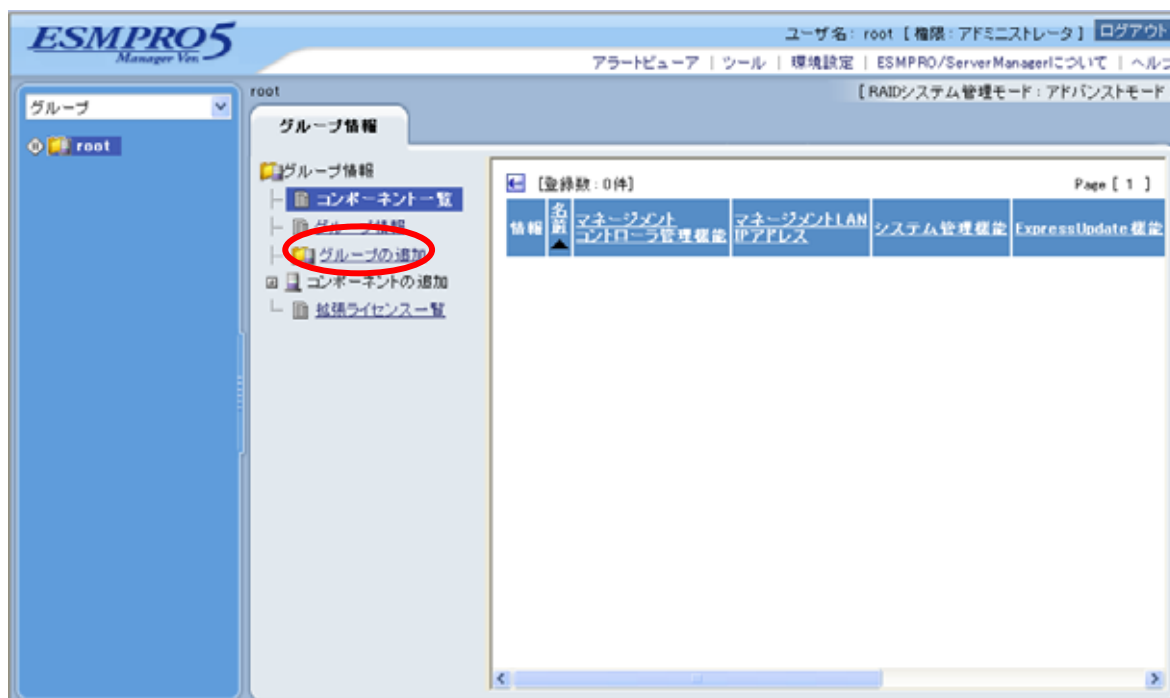 ESMPRO5
Manager Ver.
ユーザ名: root [ 権限 : アドミニストレータ ] ログアウト
アラートビューア | ツール | 環境設定 | ESMPRO/ServerManagerについて | ヘルプ
グループ
root
root
[ RAIDシステム管理モード : アドバンストモード
グループ情報
グループ情報
コンポーネント一覧
グループ情報
グループの追加
コンポーネントの追加
拡張ライセンス一覧
[登録数 : 0件]
Page [ 1 ]
情報
名前
マネージメント
コントローラ管理機能
マネージメントLAN
IPアドレス
システム管理機能
ExpressUpdate機能